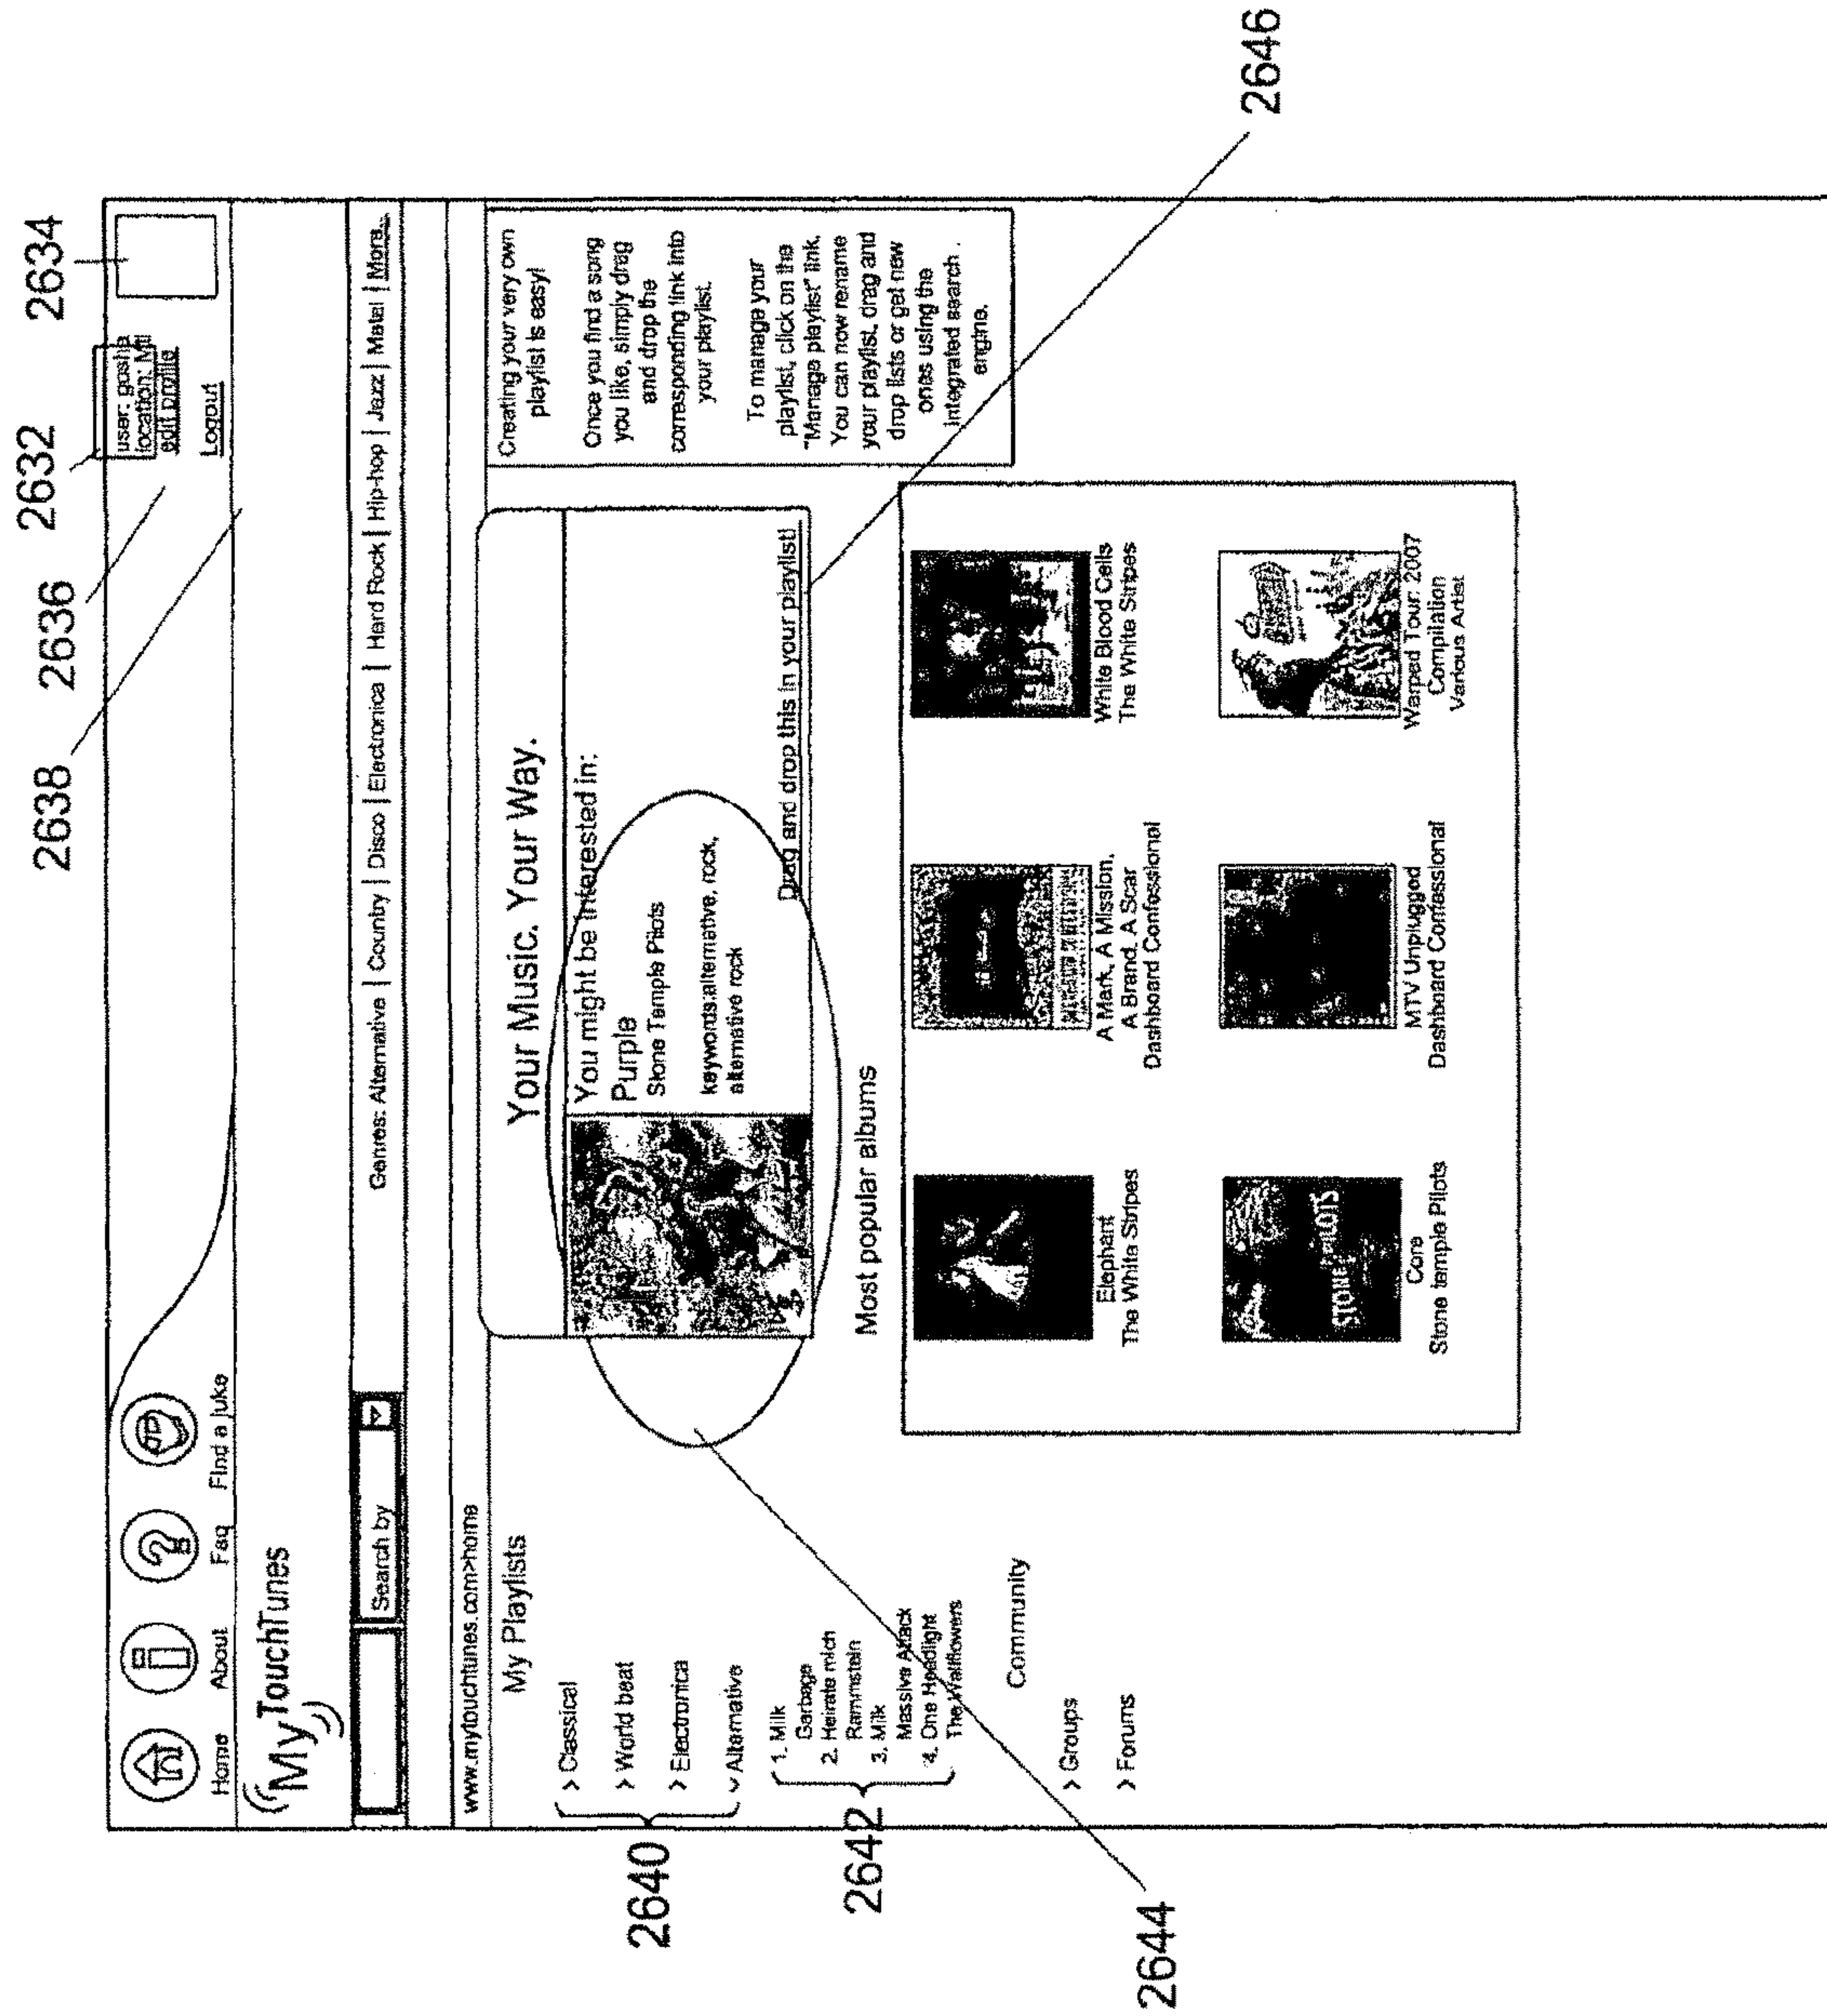 2638
2636
2632
2634
Home
About
Faq
Find a juke
user: gosha
location: Mtl
edit profile
Logout
My TouchTunes
Search by
Genres: Alternative | Country | Disco | Electronica | Hard Rock | Hip-hop | Jazz | Metal | More..
www.mytouchtunes.com>home
My Playlists
2640
> Classical
> World beat
> Electronica
Alternative
2642
1. Milk
Garbage
2. Heirate mich
Rammstein
3. Milk
Massive Attack
4. One Headlight
The Wallflowers
Community
> Groups
> Forums
2644
Your Music. Your Way.
You might be interested in:
Purple
Stone Temple Pilots
keywords:alternative, rock,
alternative rock
Drag and drop this in your playlist!
Creating your very own
playlist is easy!
Once you find a song
you like, simply drag
and drop the
corresponding link into
your playlist.
To manage your
playlist, click on the
"Manage playlist" link.
You can now rename
your playlist, drag and
drop lists or get new
ones using the
integrated search .
engine.
2646
Most popular albums
Elephant
The White Stripes
A Mark, A Mission,
A Brand, A Scar
Dashboard Confessional
White Blood Cells
The White Stripes
Core
Stone temple Pilots
MTV Unplugged
Dashboard Confessional
Warped Tour: 2007
Compilation
Various Artist